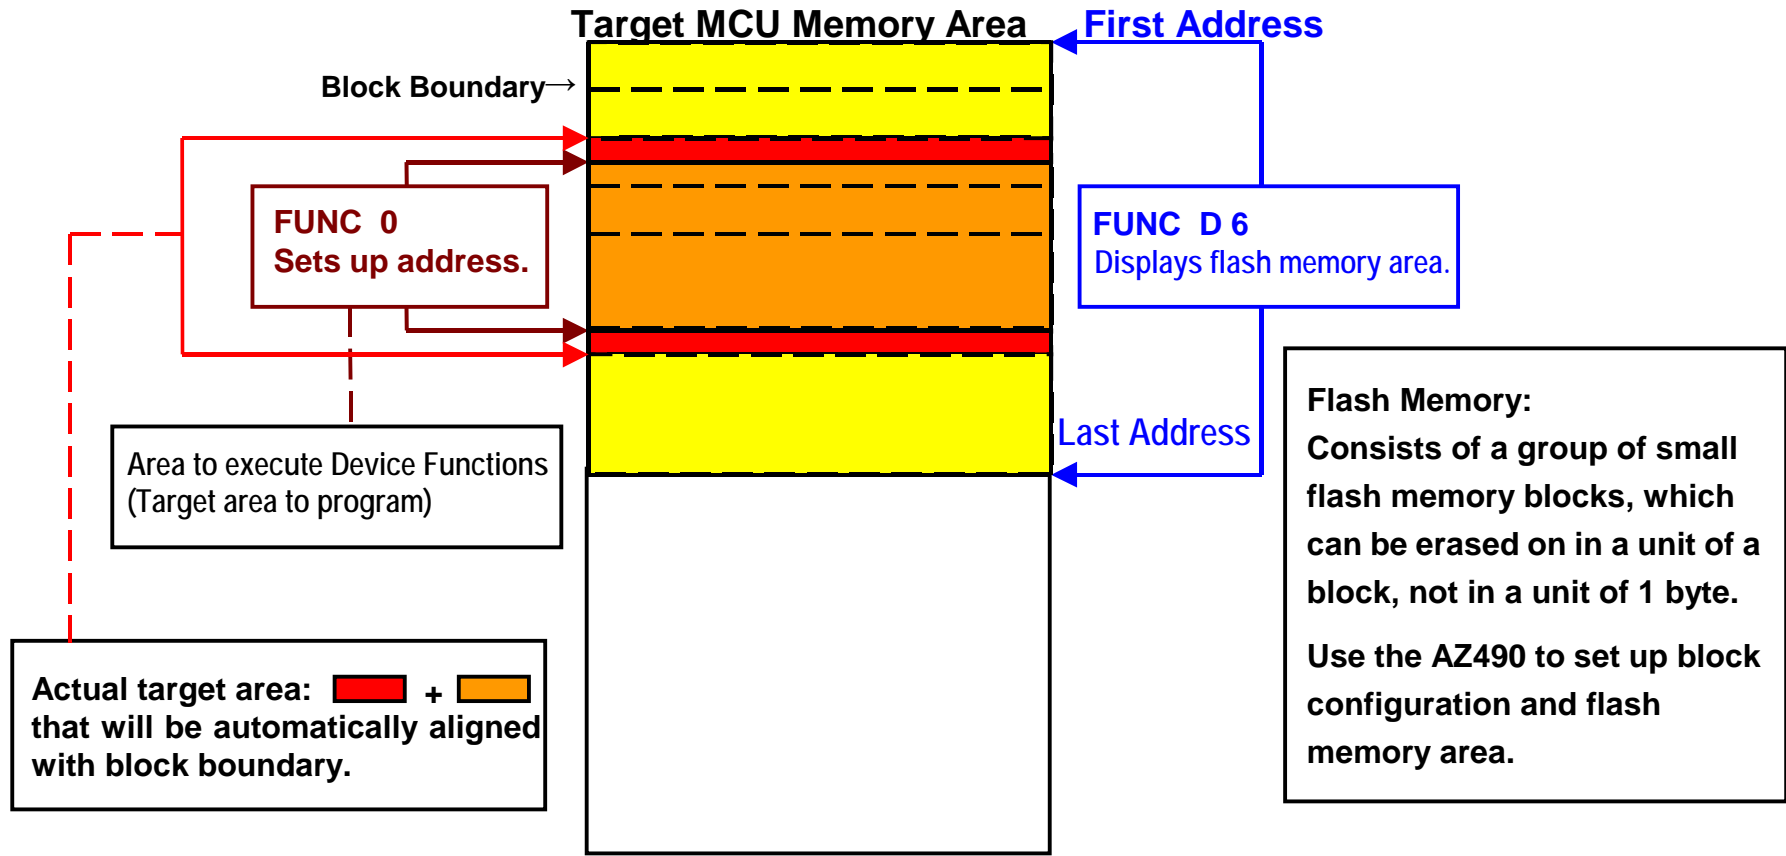 Target MCU Memory Area
First Address
Block Boundary→
FUNC 0
Sets up address.
FUNC D 6
Displays flash memory area.
Area to execute Device Functions
(Target area to program)
Last Address
Flash Memory:
Consists of a group of small
flash memory blocks, which
can be erased on in a unit of a
block, not in a unit of 1 byte.
Use the AZ490 to set up block
configuration and flash
memory area.
Actual target area: +
that will be automatically aligned
with block boundary.